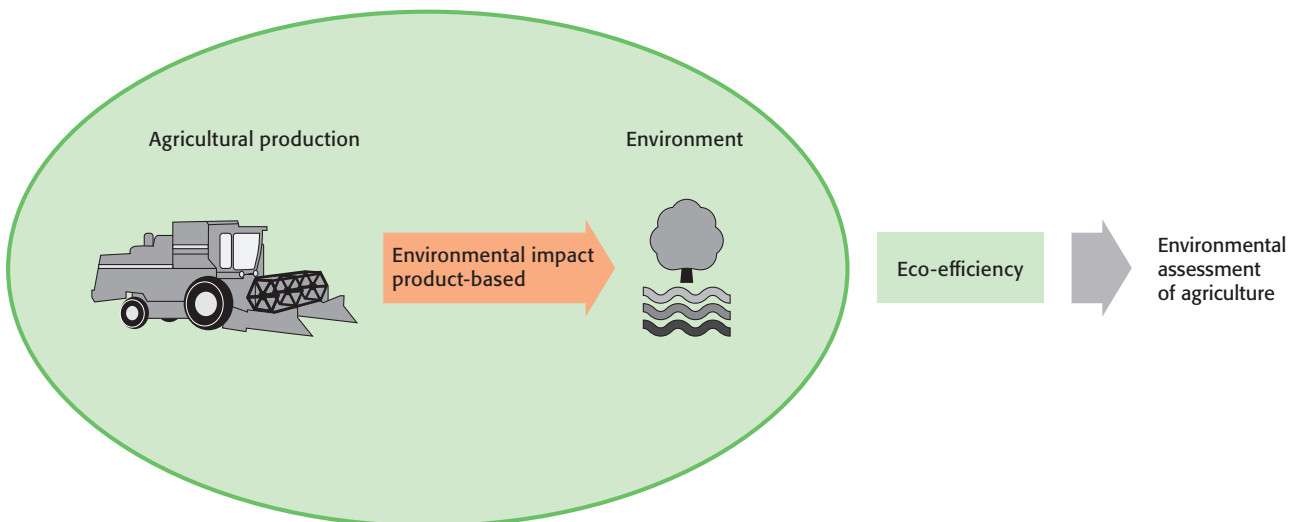 Agricultural production
Environment
Environmental impact
product-based
Eco-efficiency
Environmental
assessment
of agriculture